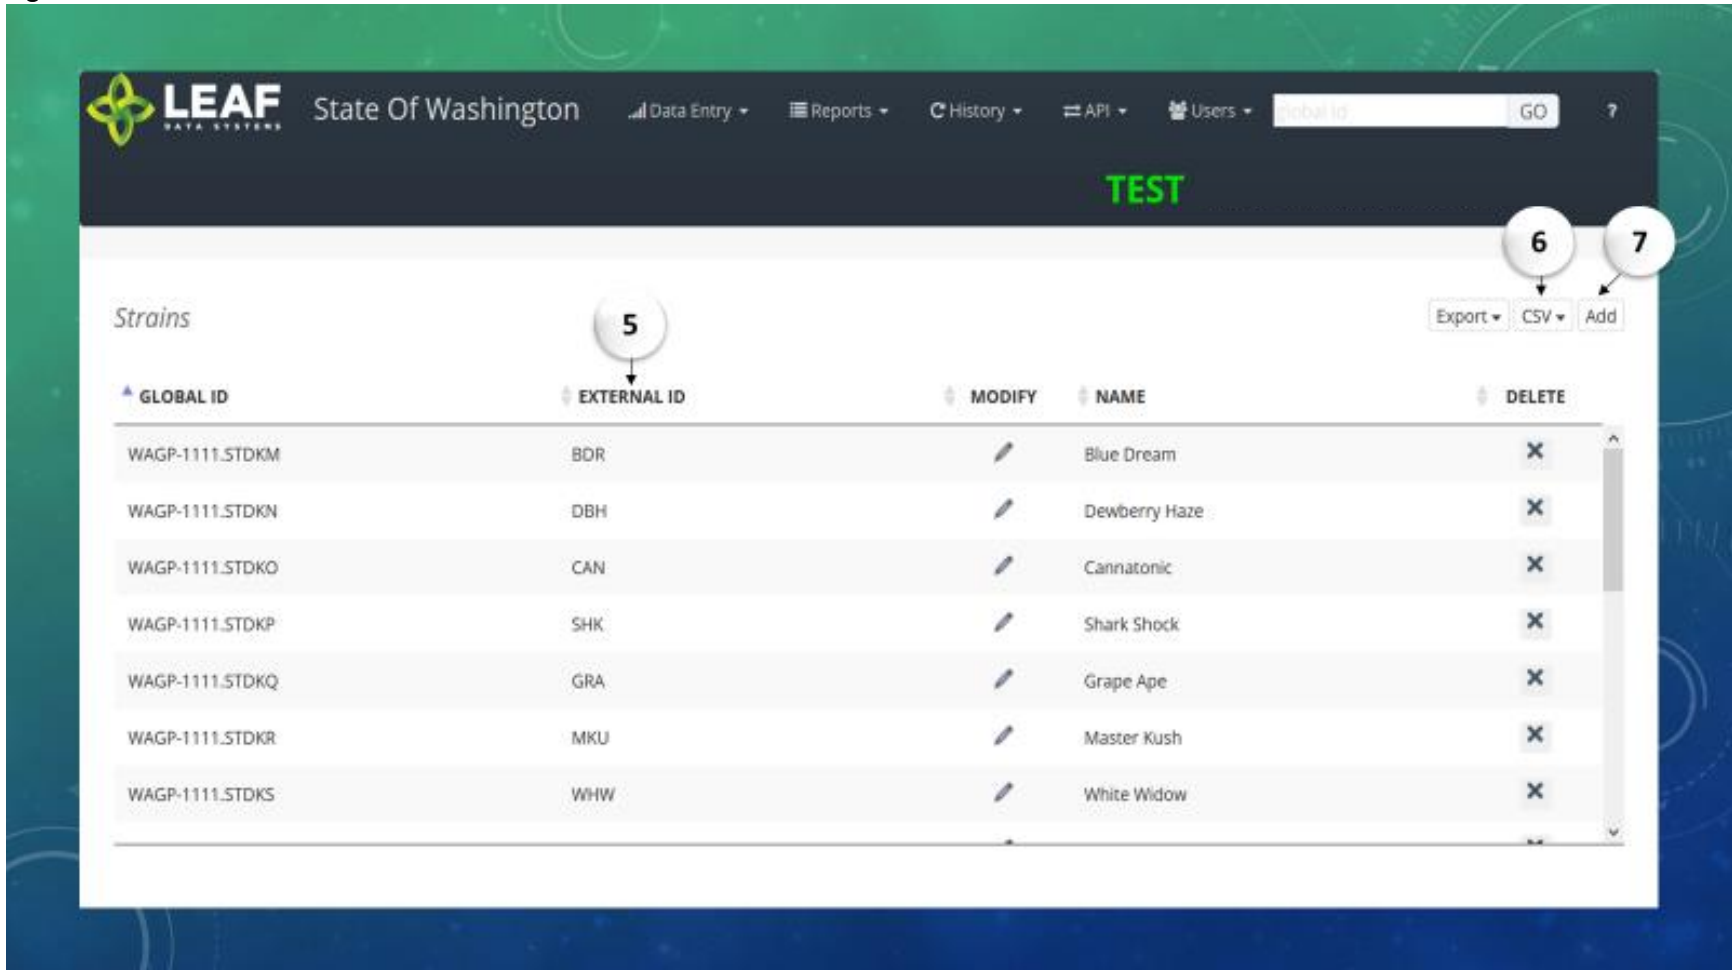 LEAF
DATA SYSTEMS
State Of Washington
Data Entry
Reports
History
API
Users
global id
GO
?
TEST
6
7
Strains
5
Export
CSV
Add
GLOBAL ID EXTERNAL ID MODIFY NAME DELETE
WAGP-1111.STDKM BDR Blue Dream
WAGP-1111.STDKN DBH Dewberry Haze
WAGP-1111.STDKO CAN Cannatonic
WAGP-1111.STDKP SHK Shark Shock
WAGP-1111.STDKQ GRA Grape Ape
WAGP-1111.STDKR MKU Master Kush
WAGP-1111.STDKS WHW White Widow